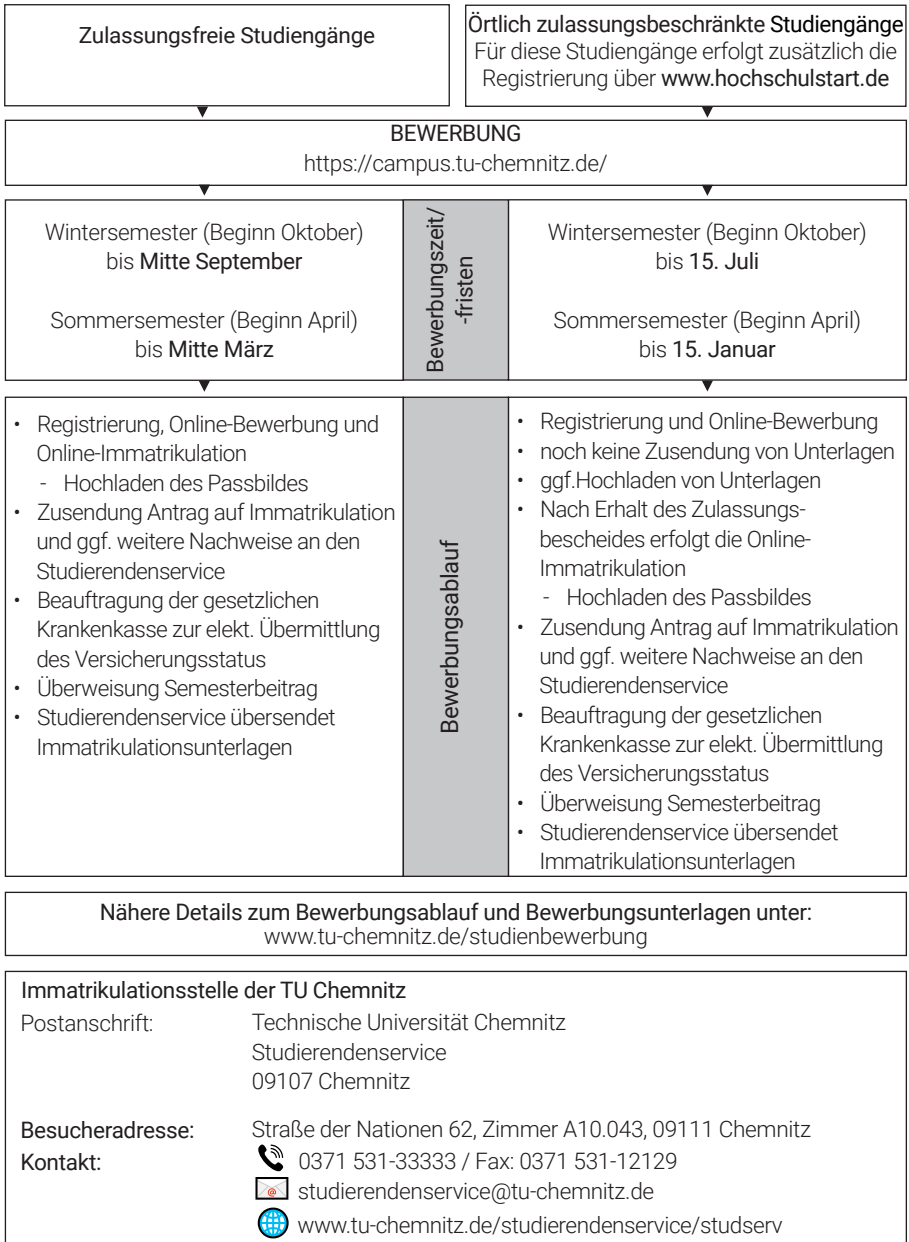 Zulassungsfreie Studiengänge
Örtlich zulassungsbeschränkte Studiengänge
Für diese Studiengänge erfolgt zusätzlich die
Registrierung über www.hochschulstart.de
BEWERBUNG
https://campus.tu-chemnitz.de/
Wintersemester (Beginn Oktober)
bis Mitte September
Sommersemester (Beginn April)
bis Mitte März
Bewerbungszeit/
-fristen
Wintersemester (Beginn Oktober)
bis 15. Juli
Sommersemester (Beginn April)
bis 15. Januar
• Registrierung, Online-Bewerbung und
Online-Immatrikulation
- Hochladen des Passbildes
• Zusendung Antrag auf Immatrikulation
und ggf. weitere Nachweise an den
Studierendenservice
• Beauftragung der gesetzlichen
Krankenkasse zur elekt. Übermittlung
des Versicherungsstatus
• Überweisung Semesterbeitrag
• Studierendenservice übersendet
Immatrikulationsunterlagen
Bewerbungsablauf
• Registrierung und Online-Bewerbung
• noch keine Zusendung von Unterlagen
• ggf.Hochladen von Unterlagen
• Nach Erhalt des Zulassungs-
bescheides erfolgt die Online-
Immatrikulation
- Hochladen des Passbildes
• Zusendung Antrag auf Immatrikulation
und ggf. weitere Nachweise an den
Studierendenservice
• Beauftragung der gesetzlichen
Krankenkasse zur elekt. Übermittlung
des Versicherungsstatus
• Überweisung Semesterbeitrag
• Studierendenservice übersendet
Immatrikulationsunterlagen
Nähere Details zum Bewerbungsablauf und Bewerbungsunterlagen unter:
www.tu-chemnitz.de/studienbewerbung
Immatrikulationsstelle der TU Chemnitz
Postanschrift: Technische Universität Chemnitz
Studierendenservice
09107 Chemnitz
Besucheradresse: Straße der Nationen 62, Zimmer A10.043, 09111 Chemnitz
Kontakt: 0371 531-33333 / Fax: 0371 531-12129
studierendenservice@tu-chemnitz.de
www.tu-chemnitz.de/studierendenservice/studserv